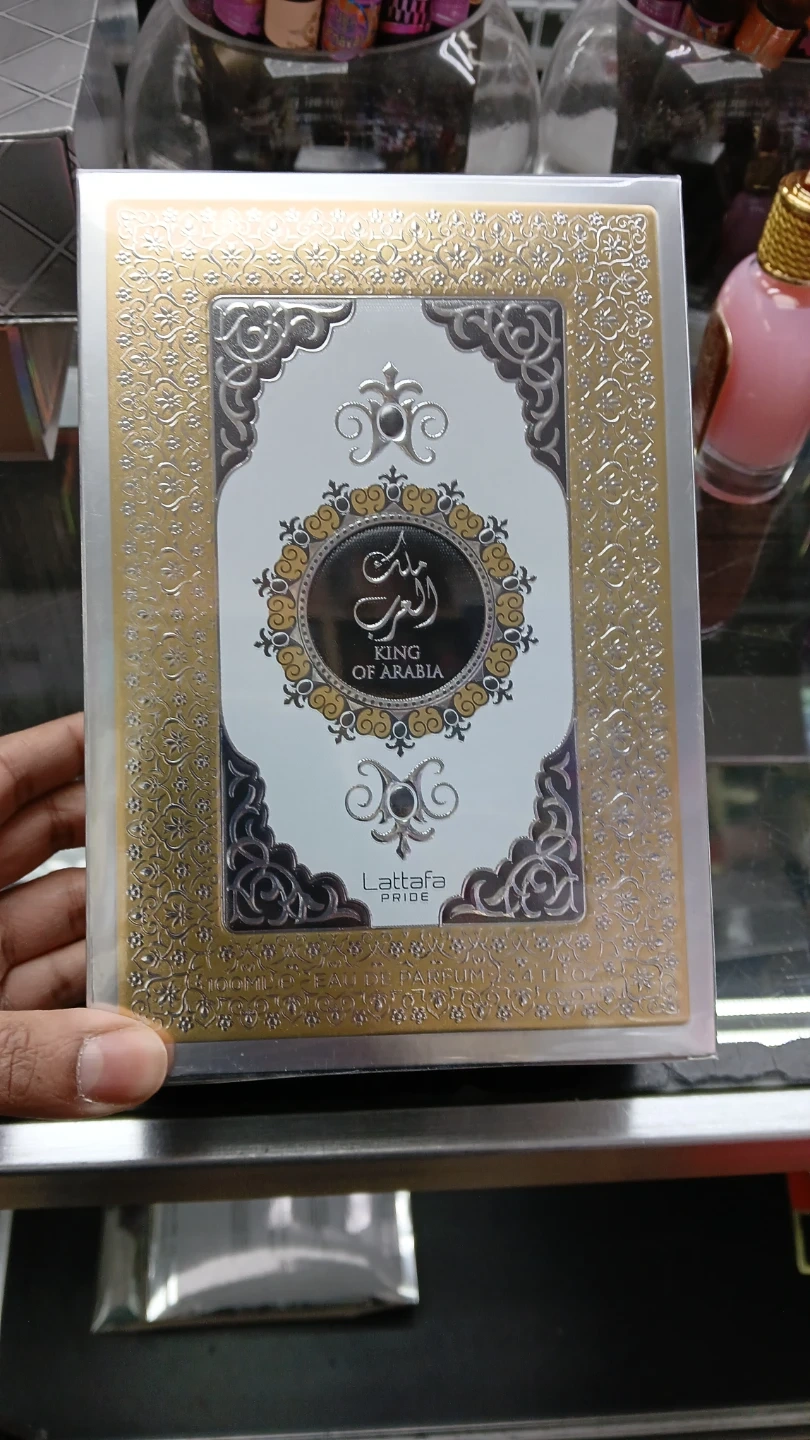 ملك
العرب
KING
OF ARABIA
Lattafa
PRIDE
100ML ℮ EAU DE PARFUM 3.4 FL.OZ